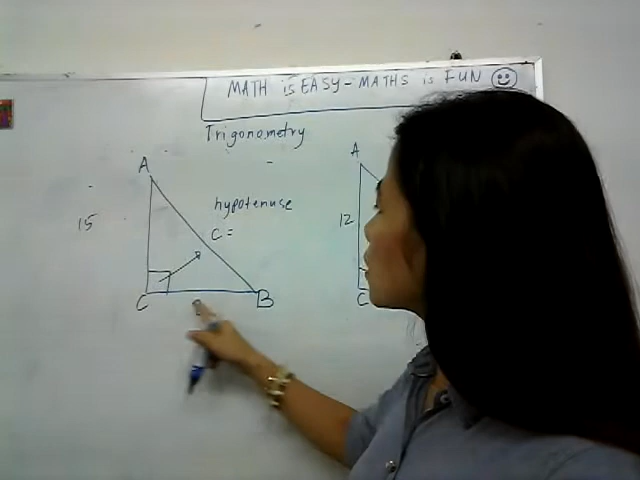 MATH is EASY - MATHS is FUN
Trigonometry
A
A
hypotenuse
15
c =
12
C
B
C